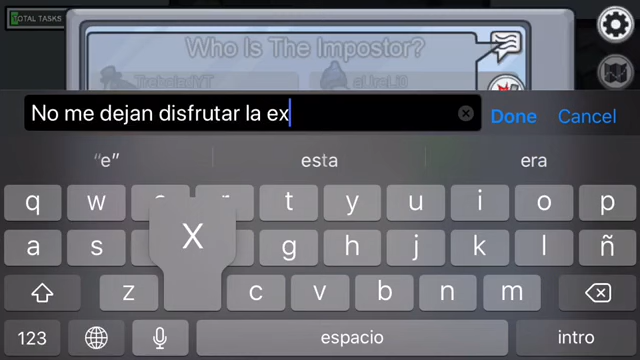 TOTAL TASKS
Who Is The Impostor?
No me dejan disfrutar la ex
Done
Cancel
"e"
esta
era
q w e r t y u i o p
a s g h j k l ñ
X
z c v b n m
123
espacio
intro